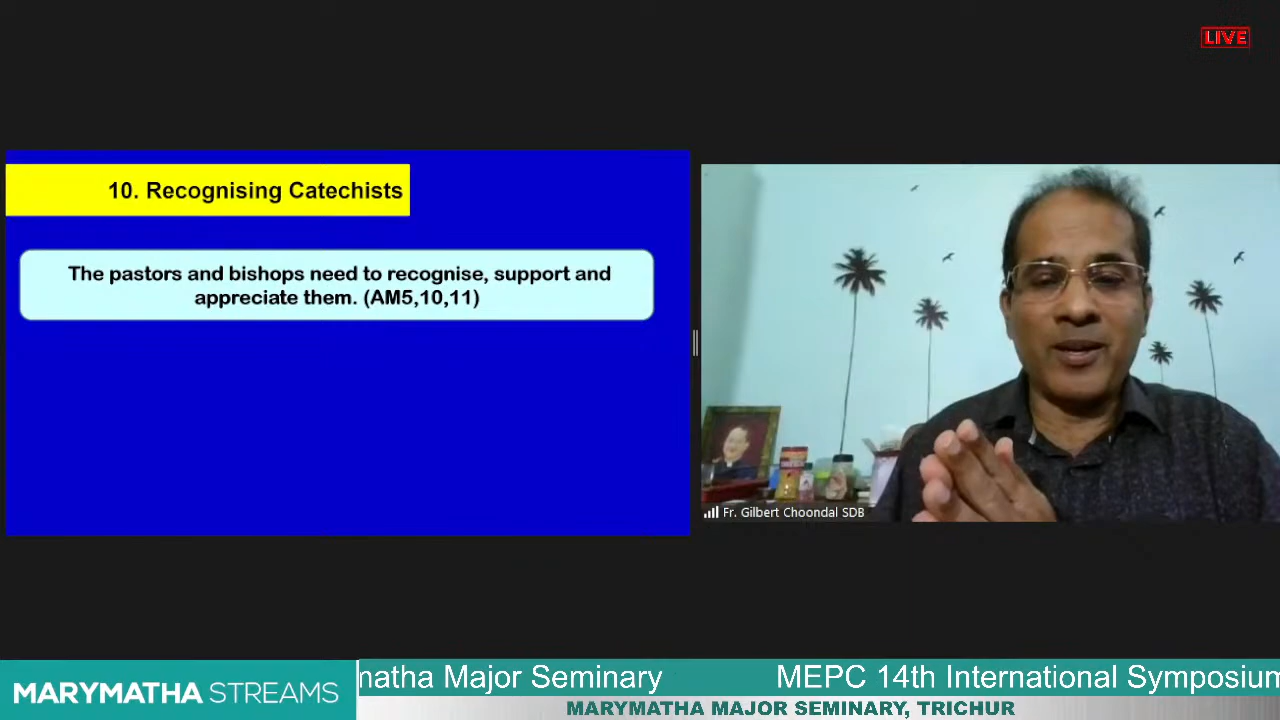 LIVE
10. Recognising Catechists
The pastors and bishops need to recognise, support and
appreciate them. (AM5,10,11)
Fr. Gilbert Choondal SDB
MARYMATHA STREAMS
matha Major Seminary MEPC 14th International Symposium
MARYMATHA MAJOR SEMINARY, TRICHUR